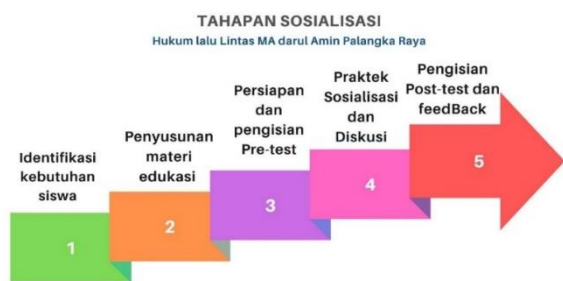 TAHAPAN SOSIALISASI
Hukum lalu Lintas MA darul Amin Palangka Raya
Identifikasi
kebutuhan
siswa
1
Penyusunan
materi
edukasi
2
Persiapan
dan
pengisian
Pre-test
3
Praktek
Sosialisasi
dan
Diskusi
4
Pengisian
Post-test dan
feedBack
5